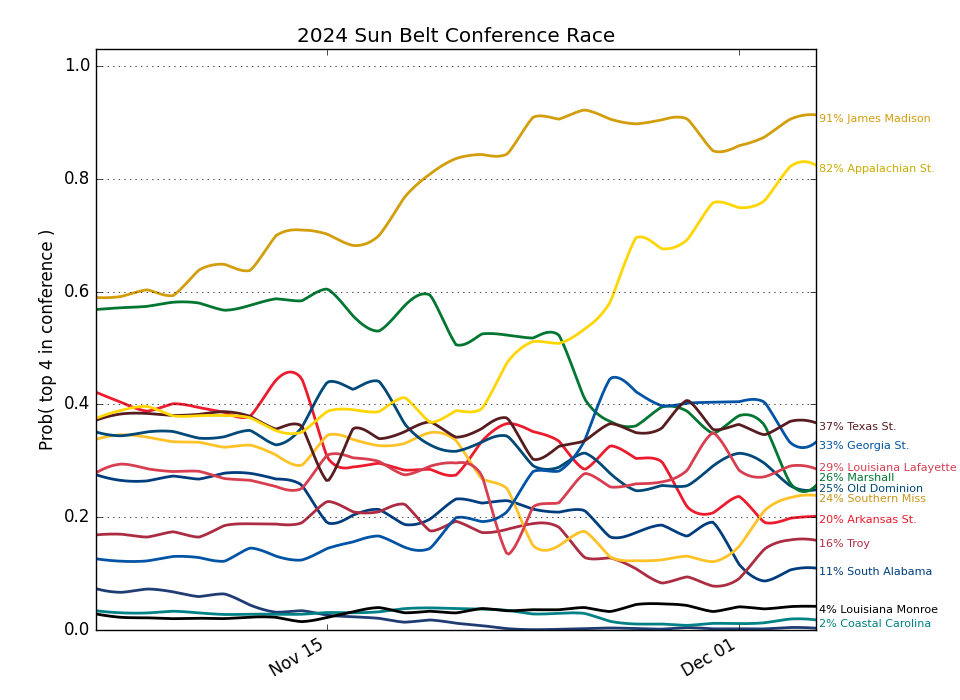 2024 Sun Belt Conference Race
Prob( top 4 in conference )
1.0
0.8
0.6
0.4
0.2
0.0
Nov 15
Dec 01
91% James Madison
82% Appalachian St.
37% Texas St.
33% Georgia St.
29% Louisiana Lafayette
26% Marshall
25% Old Dominion
24% Southern Miss
20% Arkansas St.
16% Troy
11% South Alabama
4% Louisiana Monroe
2% Coastal Carolina